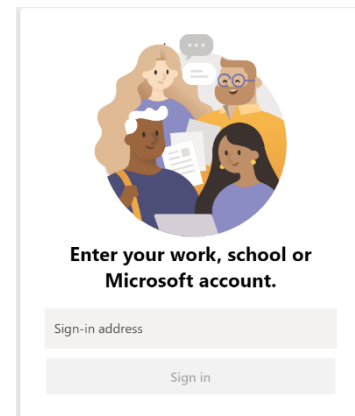 Enter your work, school or
Microsoft account.
Sign-in address
Sign in